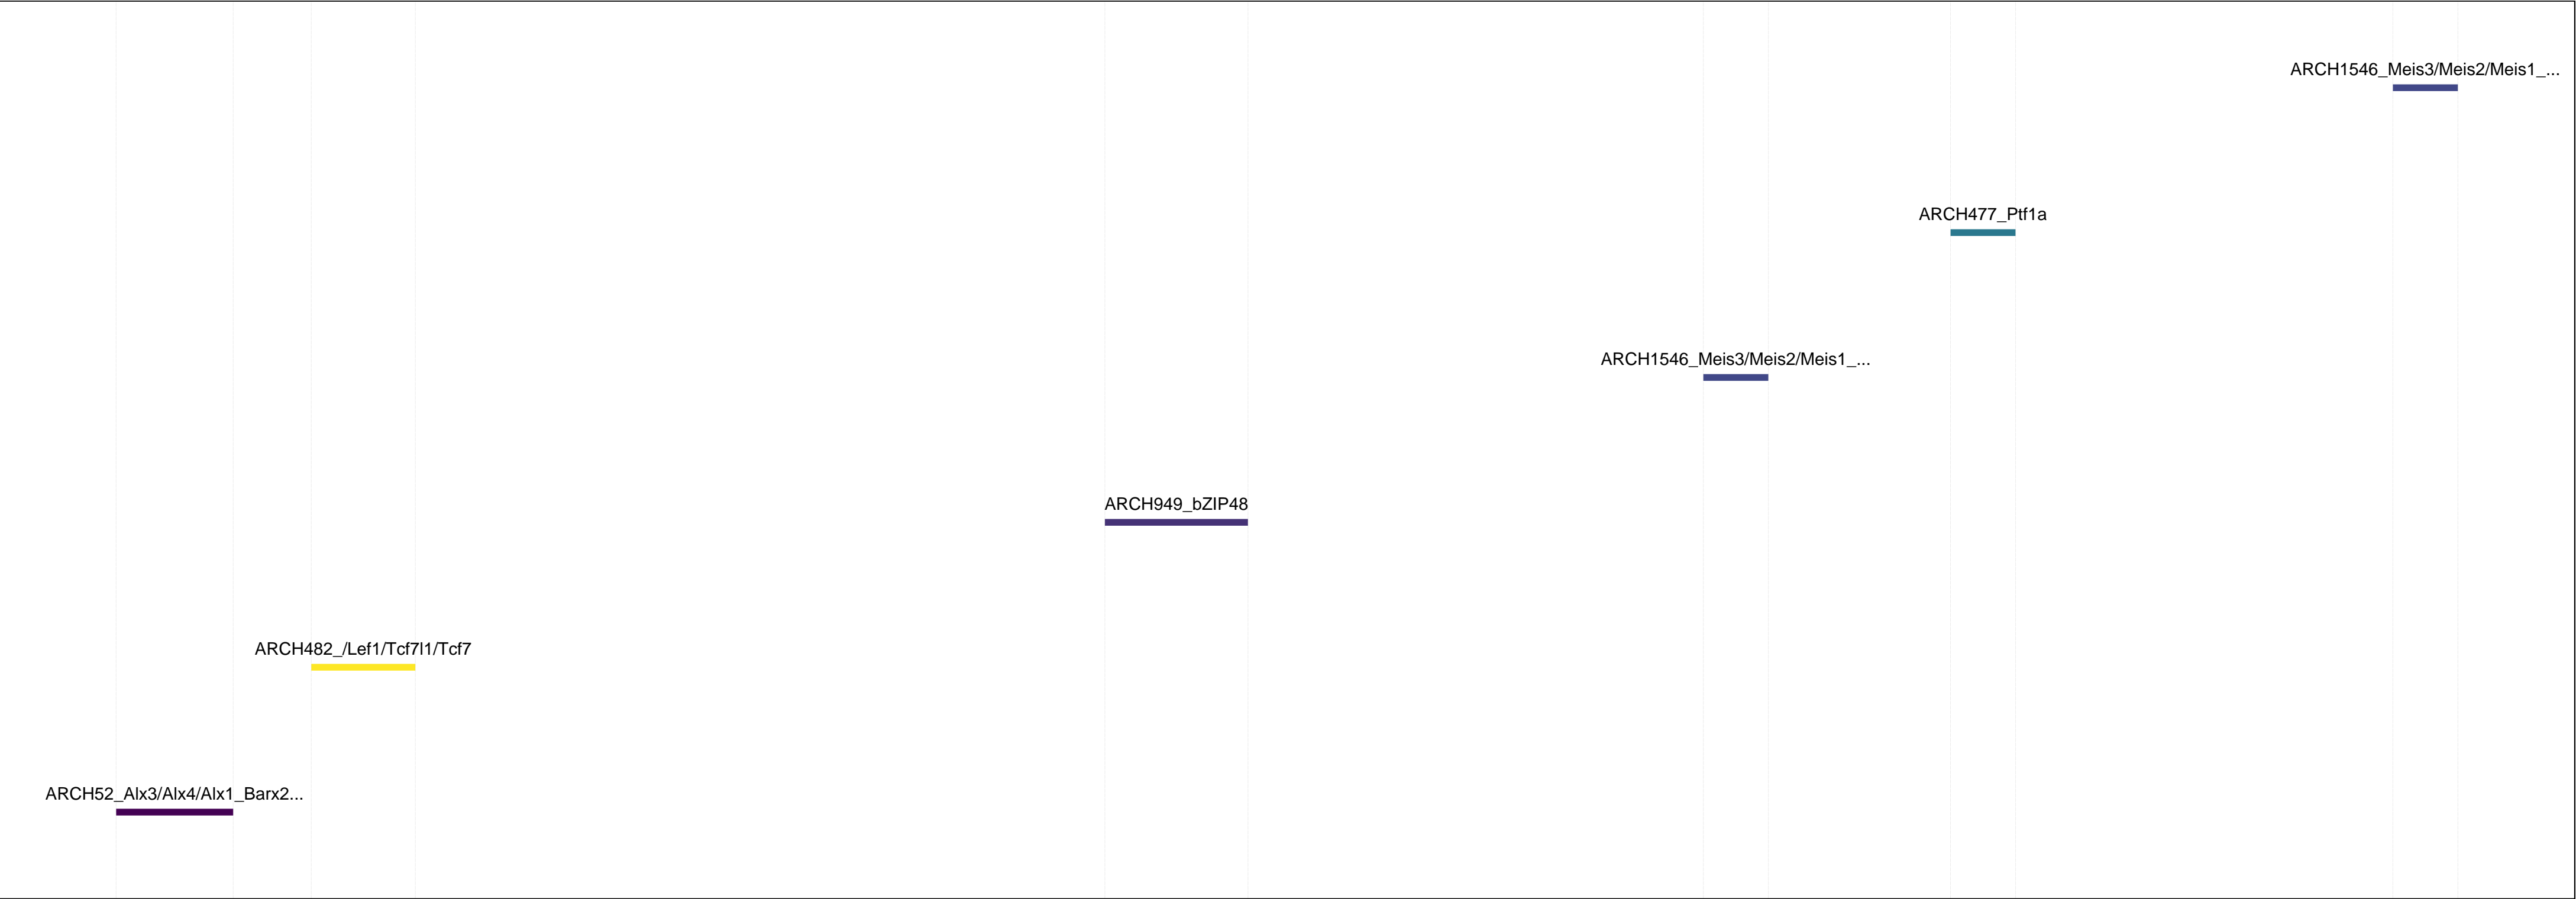 ARCH1546_Meis3/Meis2/Meis1_...
ARCH477_Ptf1a
ARCH1546_Meis3/Meis2/Meis1_...
ARCH949_bZIP48
ARCH482_/Lef1/Tcf7l1/Tcf7
ARCH52_Alx3/Alx4/Alx1_Barx2...